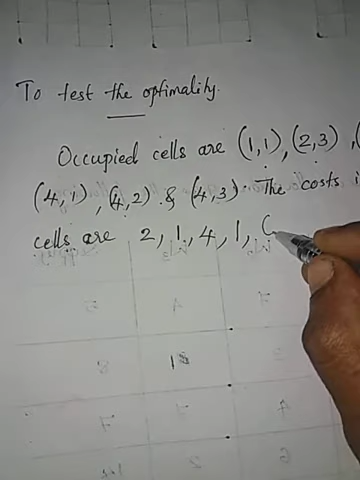 To test the optimality.
Occupied cells are (1,1), (2,3),
(4,1), (4,2) & (4,3). The costs i
cells are 2, 1, 4, 1,